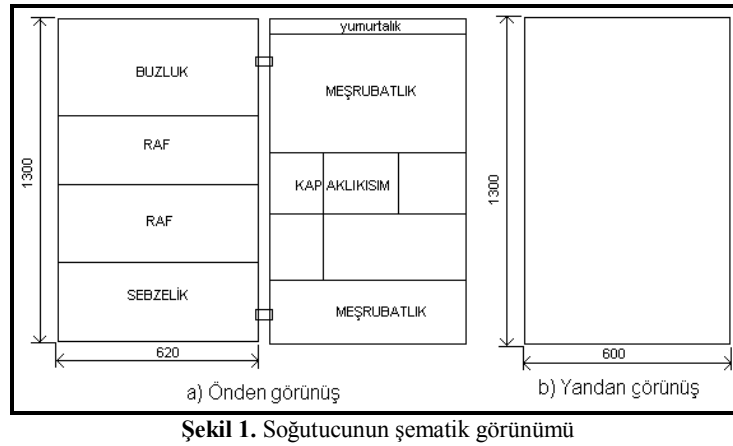 BUZLUK
RAF
RAF
SEBZELİK
1300
620
yumurtalık
MEŞRUBATLIK
KAP AKLIKISIM
MEŞRUBATLIK
a) Önden görünüş
1300
600
b) Yandan görünüş
Şekil 1. Soğutucunun şematik görünümü